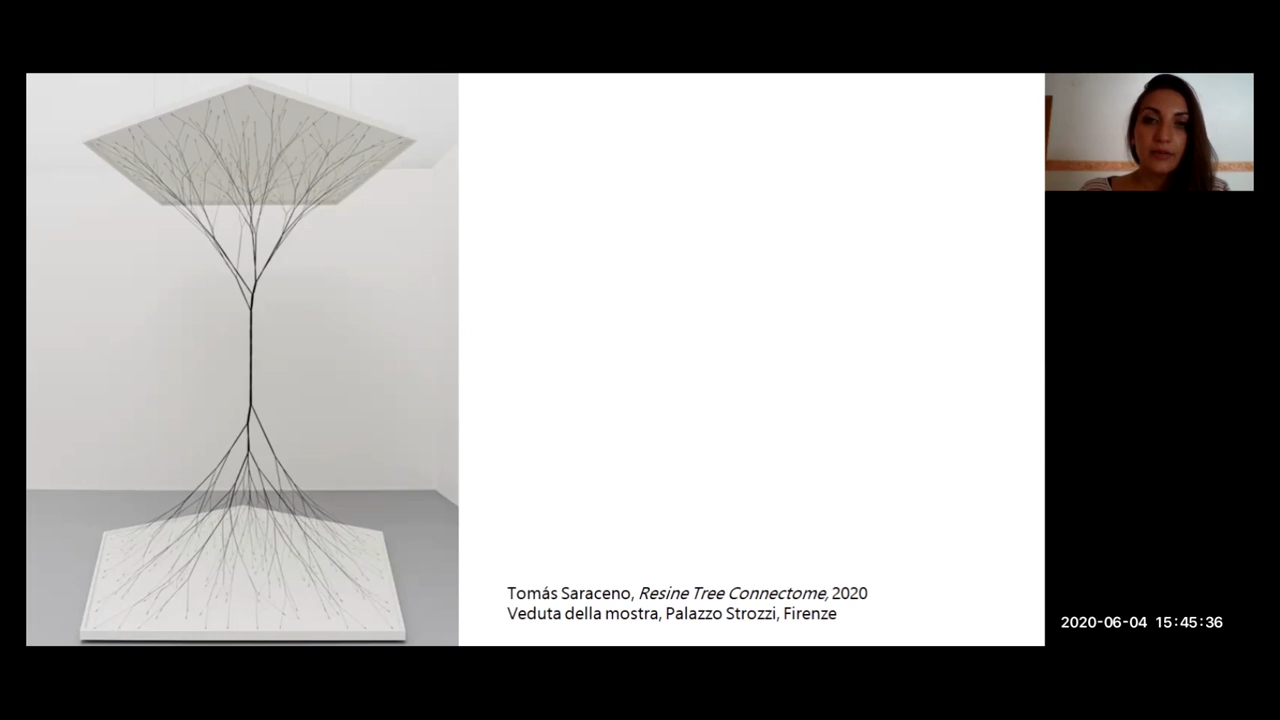 Tomás Saraceno, Resine Tree Connectome, 2020
Veduta della mostra, Palazzo Strozzi, Firenze
2020-06-04 15:45:36